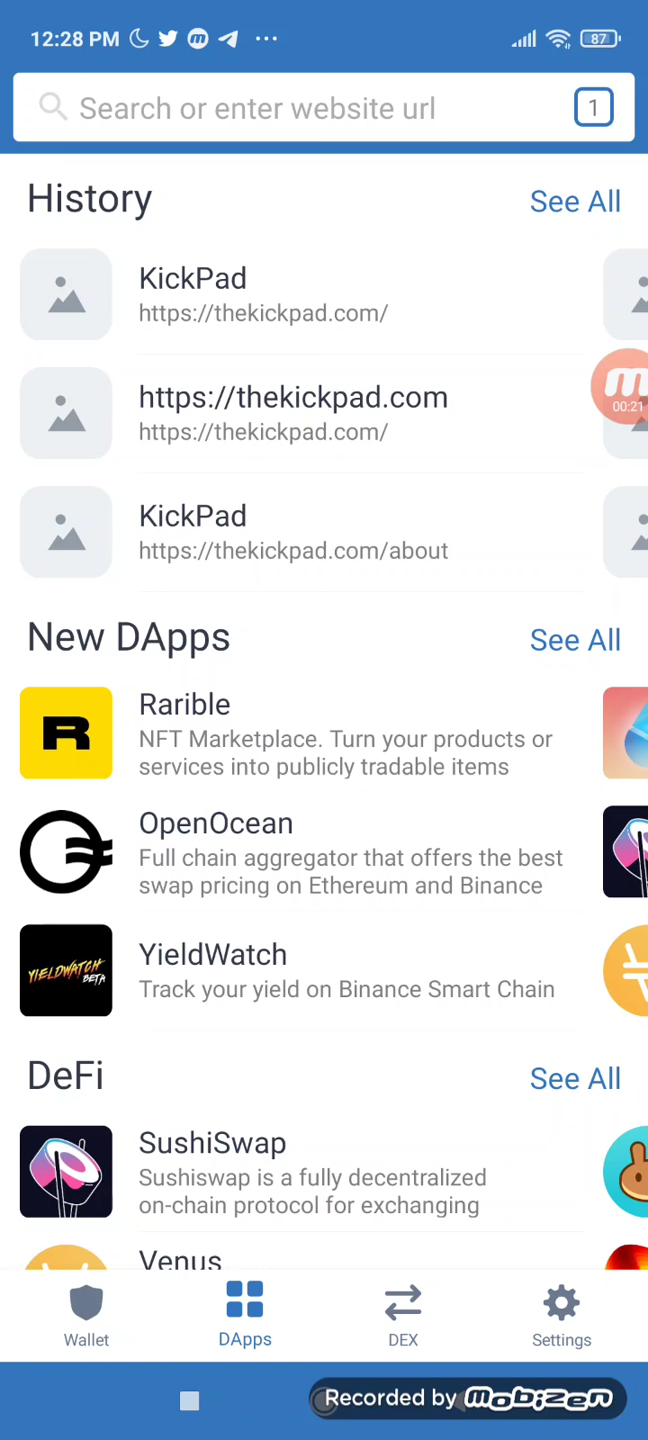 12:28 PM
87
Search or enter website url
1
History
See All
KickPad
https://thekickpad.com/
https://thekickpad.com
https://thekickpad.com/
00:21
KickPad
https://thekickpad.com/about
New DApps
See All
R
Rarible
NFT Marketplace. Turn your products or
services into publicly tradable items
OpenOcean
Full chain aggregator that offers the best
swap pricing on Ethereum and Binance
YIELDWATCH
BETA
YieldWatch
Track your yield on Binance Smart Chain
DeFi
See All
SushiSwap
Sushiswap is a fully decentralized
on-chain protocol for exchanging
Venus
Wallet
DApps
DEX
Settings
Recorded by mobizen